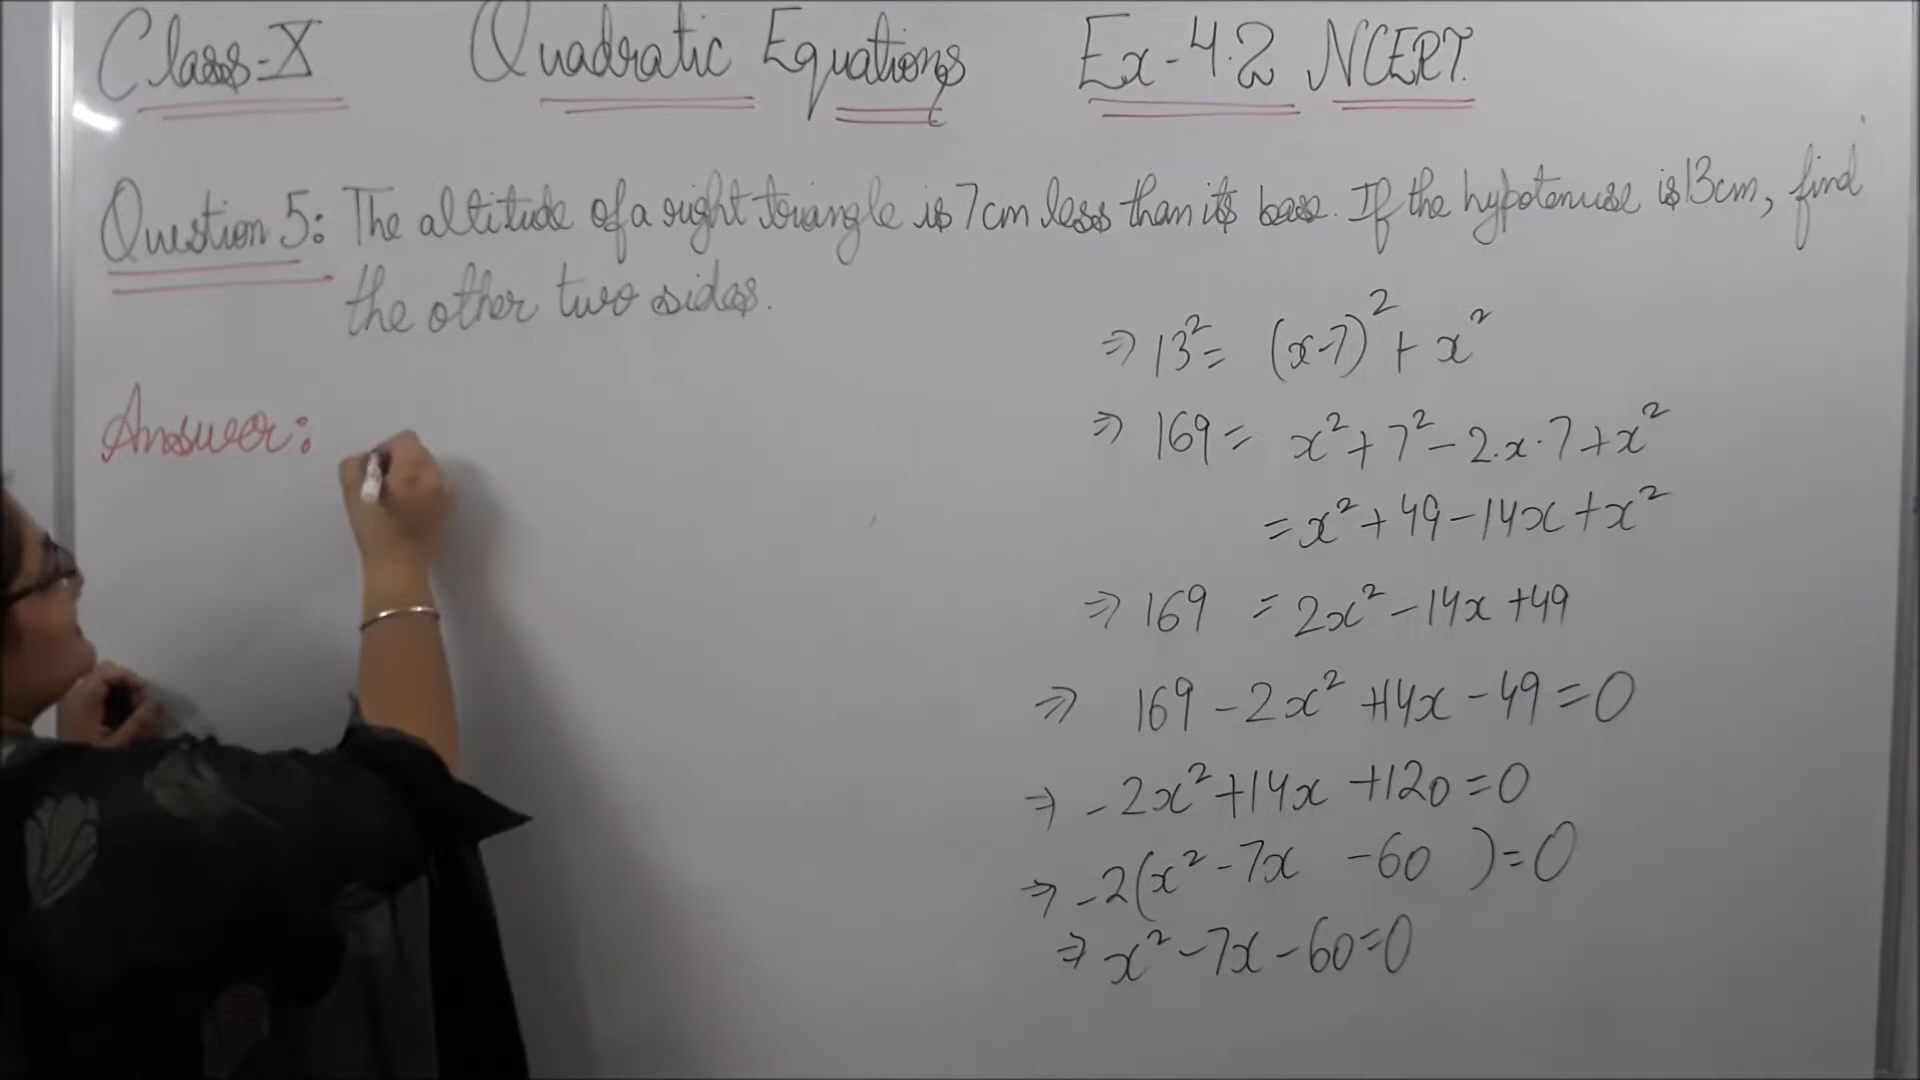 Class-X Quadratic Equations Ex-4.2 NCERT.
Question 5: The altitude of a right triangle is 7cm less than its base. If the hypotenuse is 13cm, find
the other two sides.
Answer:
⇒ 13² = (x-7)² + x²
⇒ 169 = x² + 7² - 2.x.7 + x²
= x² + 49 - 14x + x²
⇒ 169 = 2x² - 14x + 49
⇒ 169 - 2x² + 14x - 49 = 0
⇒ -2x² + 14x + 120 = 0
⇒ -2(x² - 7x - 60 ) = 0
⇒ x² - 7x - 60 = 0